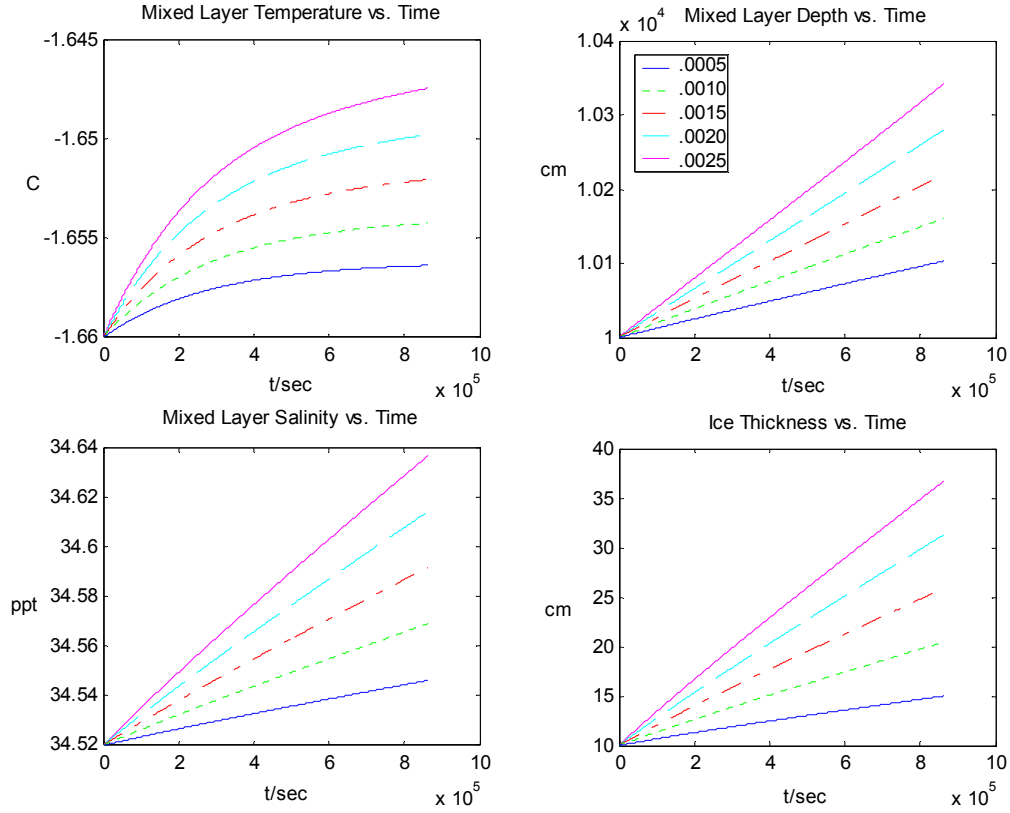 Mixed Layer Temperature vs. Time
-1.645
-1.65
C
-1.655
-1.66
0 2 4 6 8 10
t/sec
x 10^5
Mixed Layer Depth vs. Time
x 10^4
1.04
1.03
cm
1.02
1.01
1
.0005
.0010
.0015
.0020
.0025
0 2 4 6 8 10
t/sec
x 10^5
Mixed Layer Salinity vs. Time
34.64
34.62
34.6
34.58
ppt
34.56
34.54
34.52
0 2 4 6 8 10
t/sec
x 10^5
Ice Thickness vs. Time
40
35
30
25
cm
20
15
10
0 2 4 6 8 10
t/sec
x 10^5